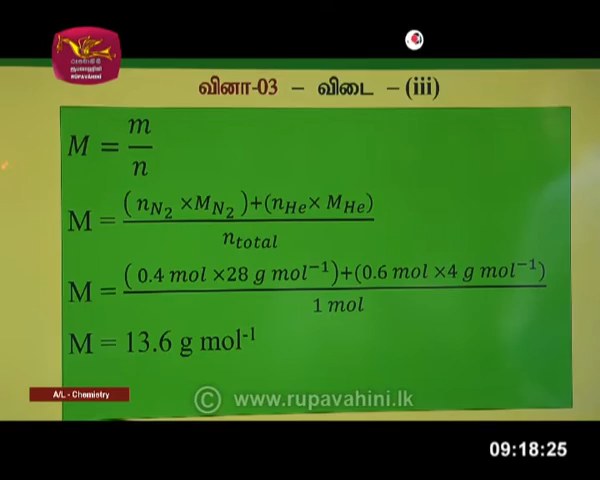 RUPAVAHINI
வினா-03 – விடை – (iii)
M = m/n
M = ( n_{N_2} ×M_{N_2} )+(n_{He}× M_{He}) / n_{total}
M = ( 0.4 mol ×28 g mol^{-1})+(0.6 mol ×4 g mol^{-1}) / 1 mol
M = 13.6 g mol^{-1}
A/L - Chemistry
© www.rupavahini.lk
09:18:25